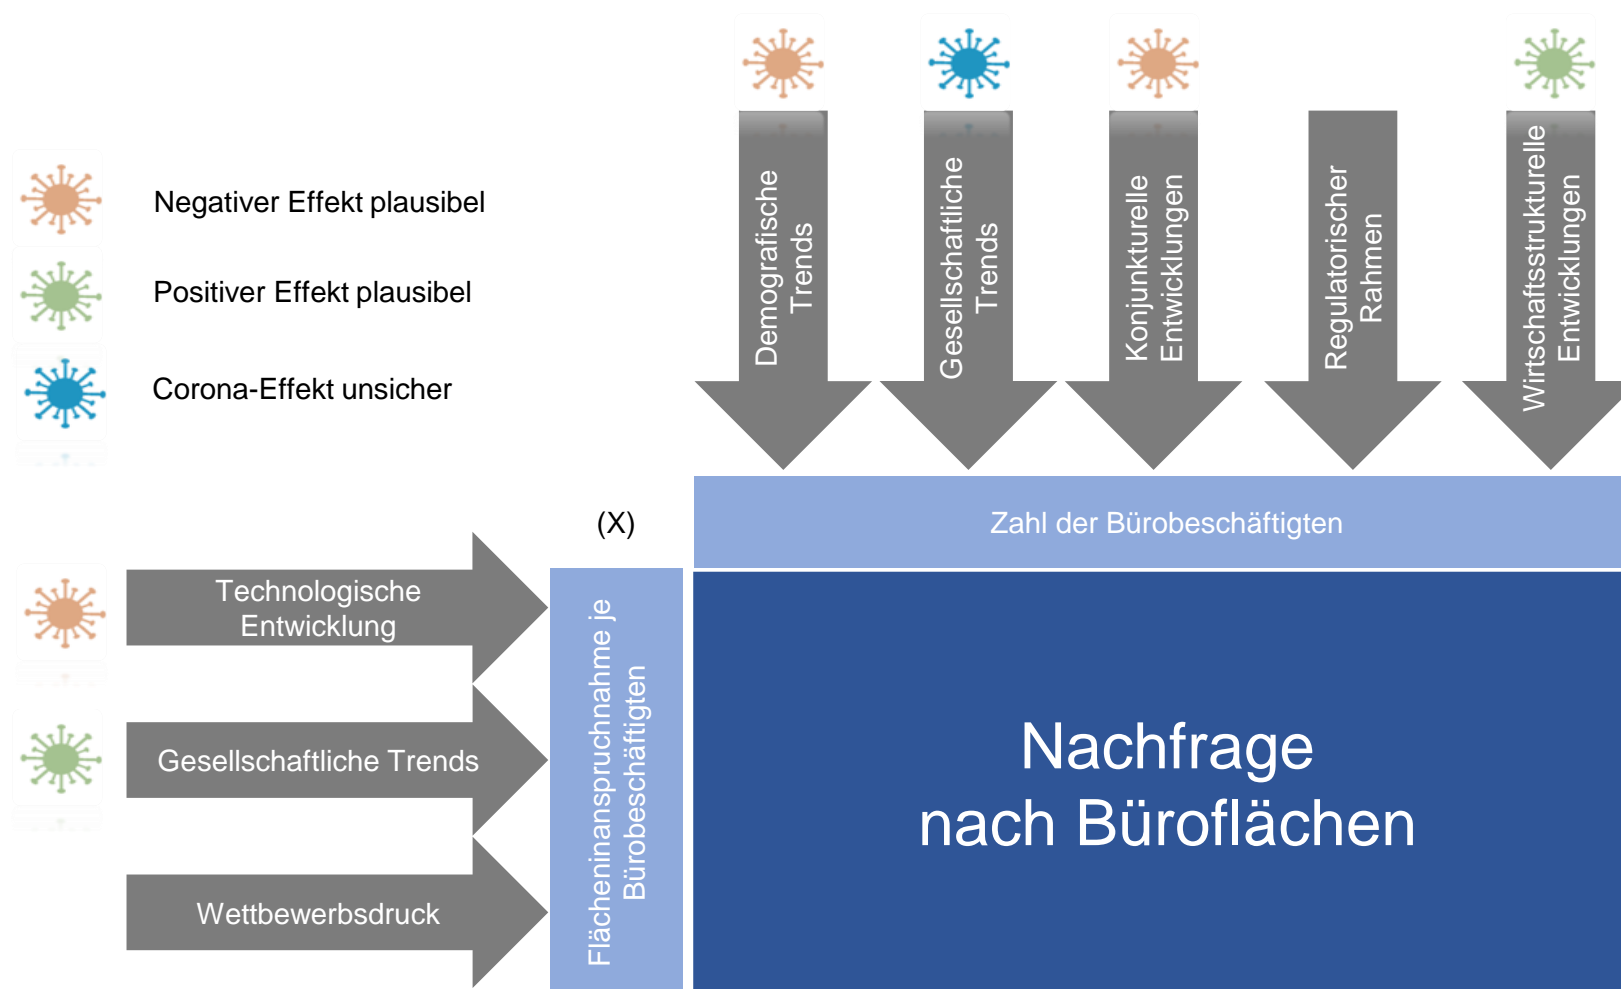 Negativer Effekt plausibel
Positiver Effekt plausibel
Corona-Effekt unsicher
Demografische
Trends
Gesellschaftliche
Trends
Konjunkturelle
Entwicklungen
Regulatorischer
Rahmen
Wirtschaftsstrukturelle
Entwicklungen
(X)
Zahl der Bürobeschäftigten
Technologische
Entwicklung
Gesellschaftliche Trends
Wettbewerbsdruck
Flächeninanspruchnahme je
Bürobeschäftigten
Nachfrage
nach Büroflächen